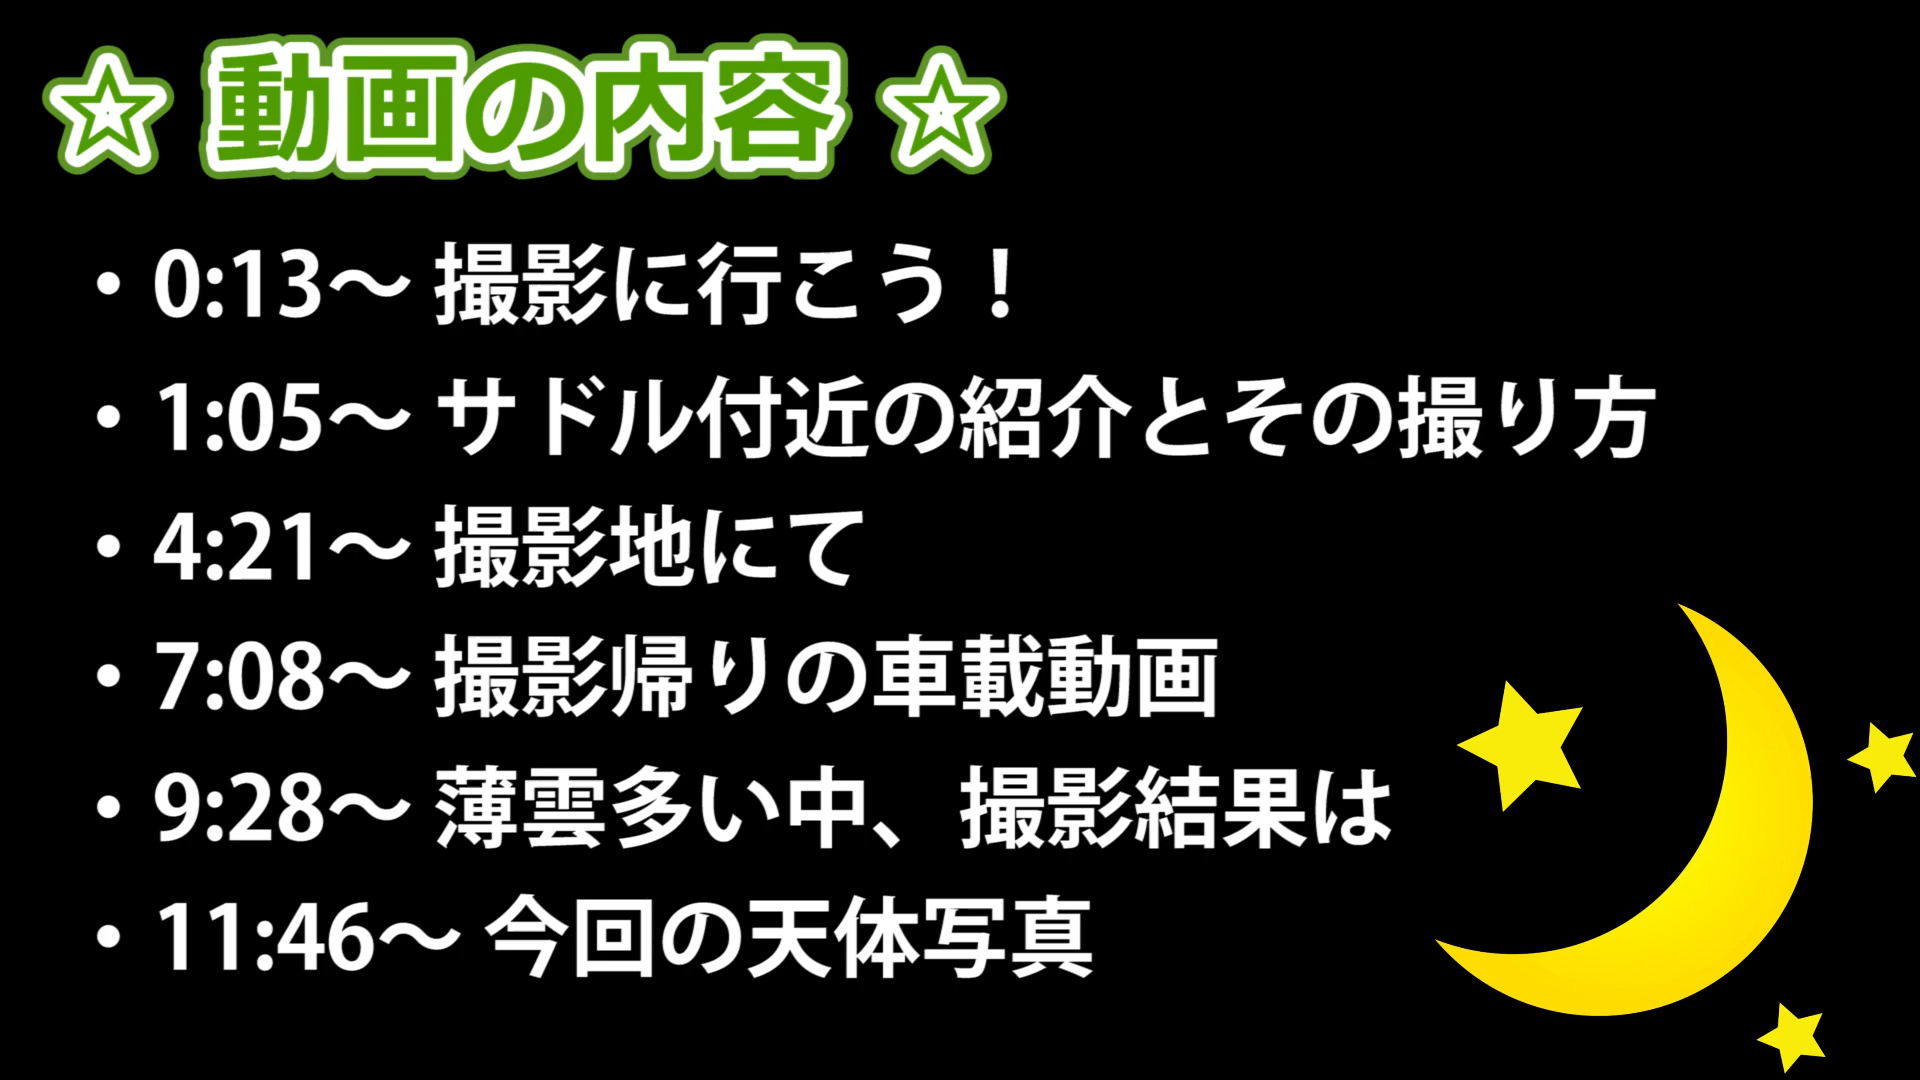 ☆ 動画の内容 ☆
・0:13～ 撮影に行こう！
・1:05～ サドル付近の紹介とその撮り方
・4:21～ 撮影地にて
・7:08～ 撮影帰りの車載動画
・9:28～ 薄雲多い中、撮影結果は
・11:46～ 今回の天体写真